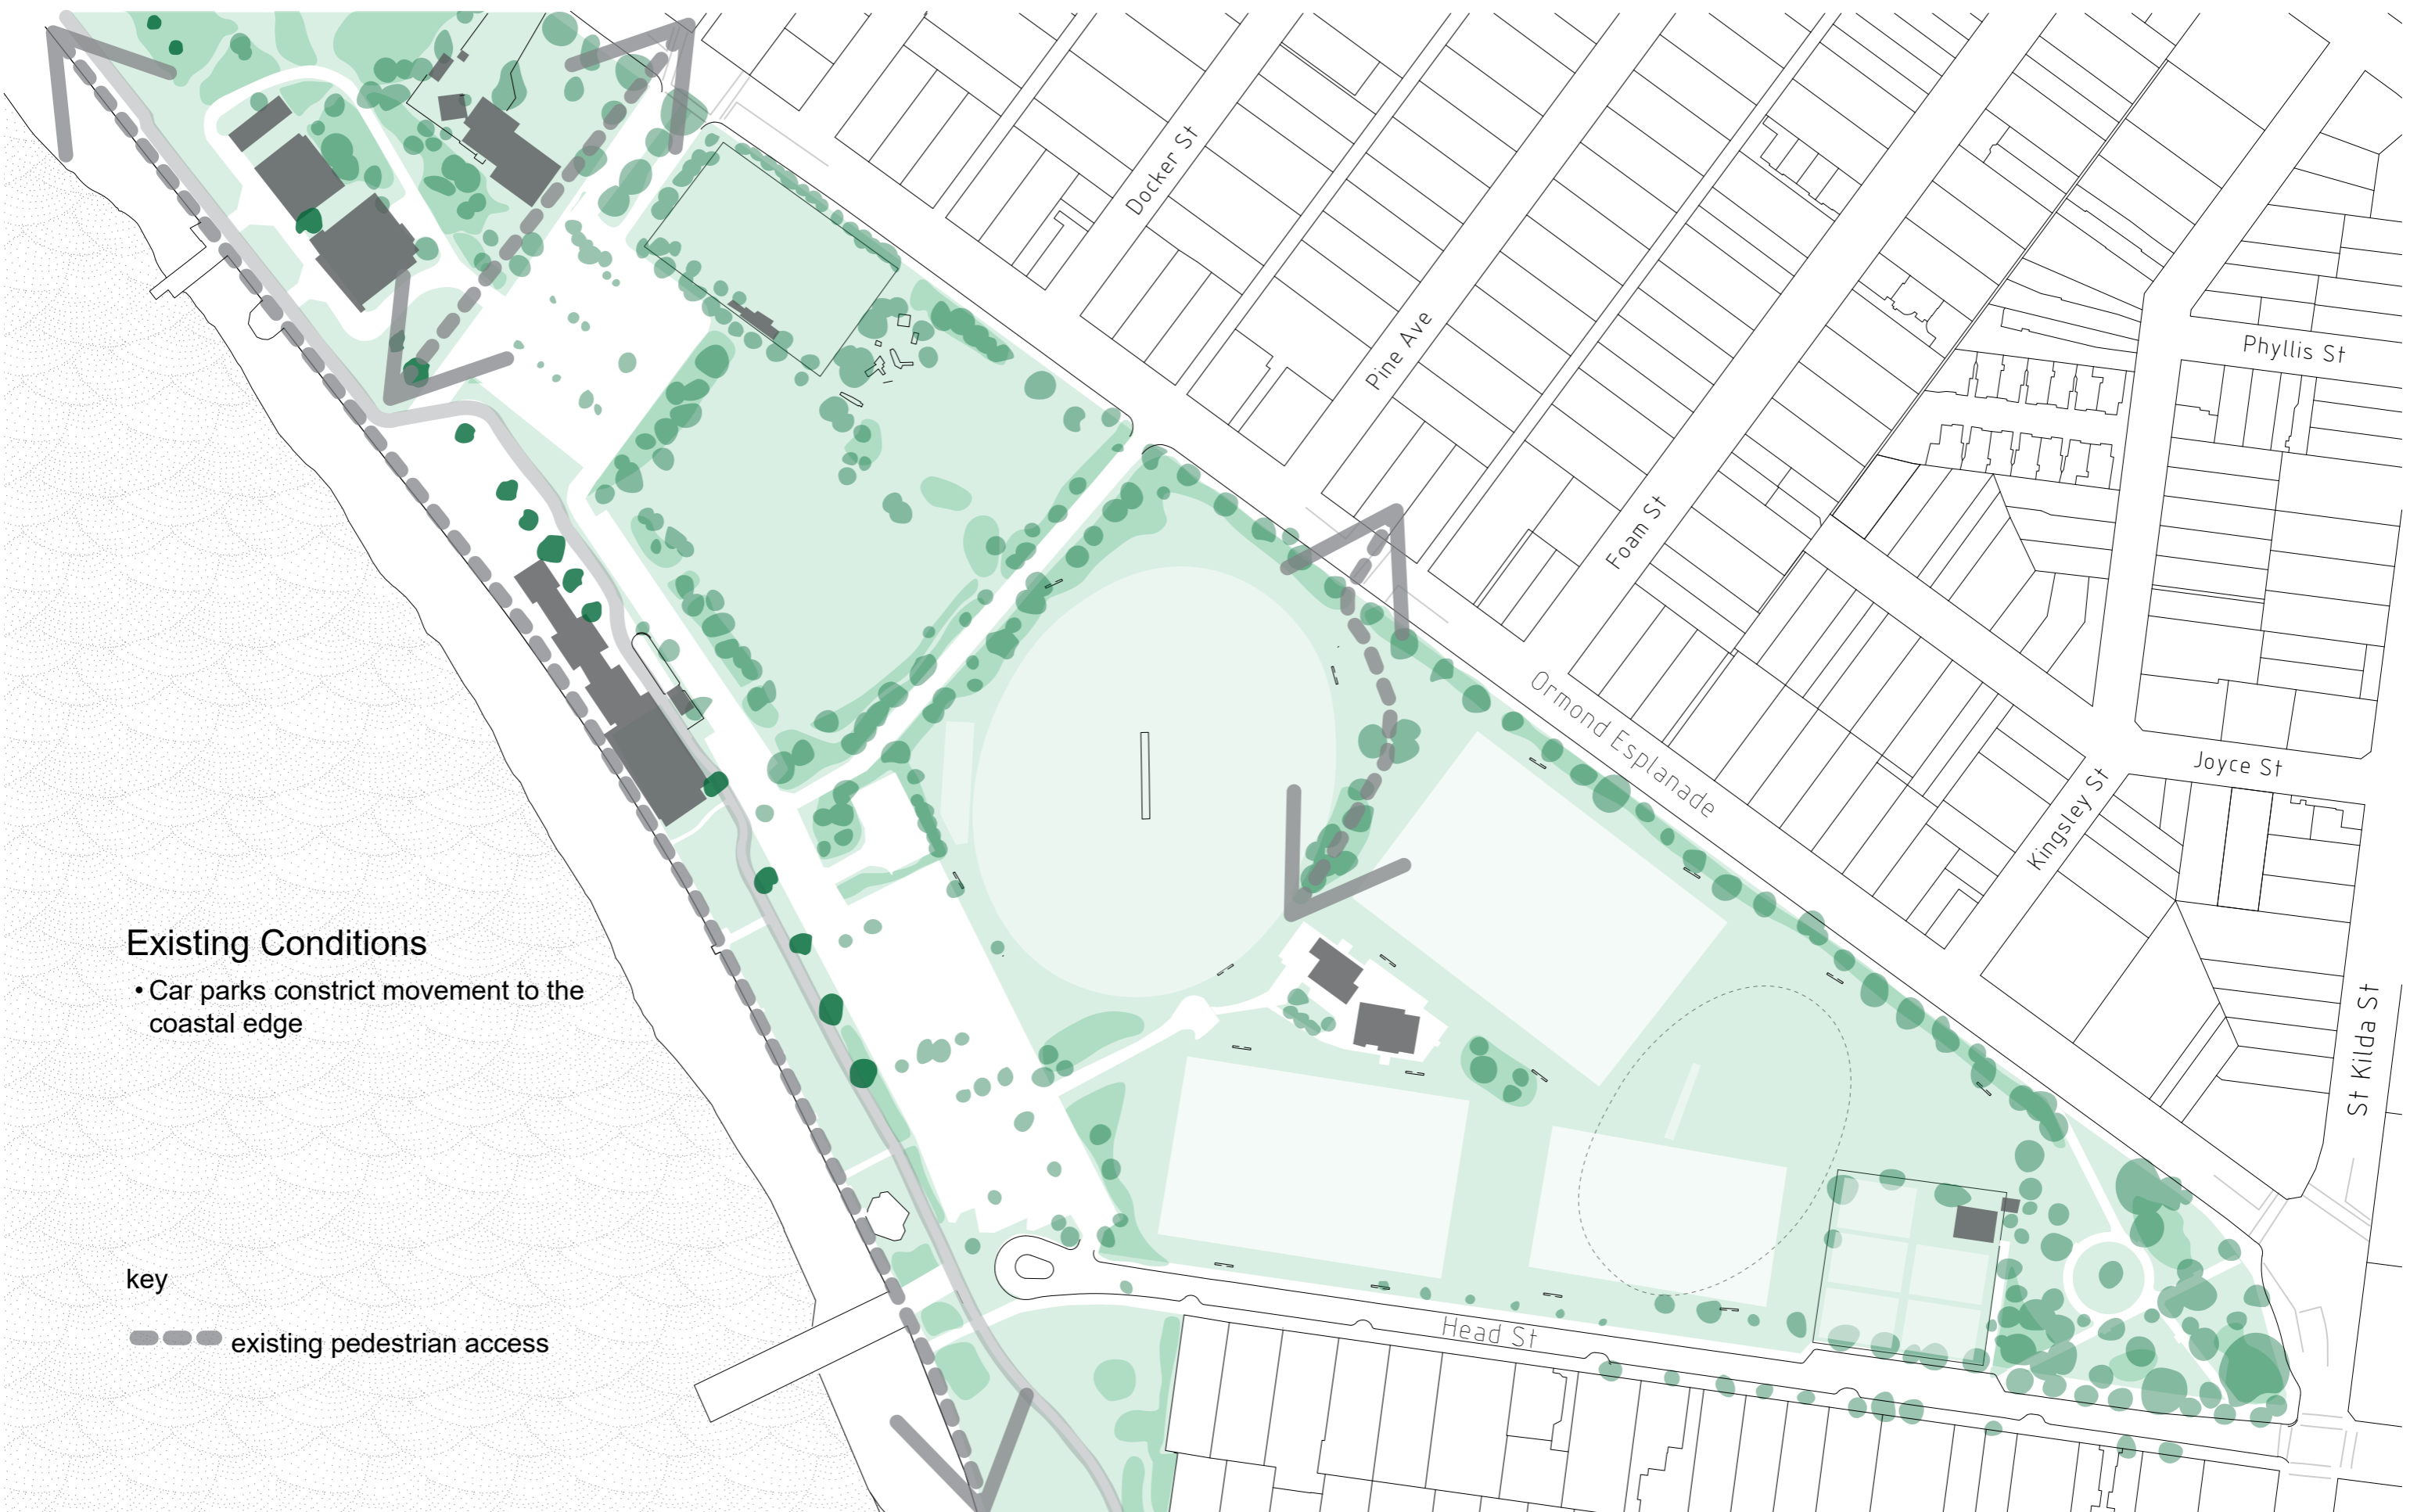 Docker St
Pine Ave
Phyllis St
Foam St
Ormond Esplanade
Joyce St
Kingsley St
St Kilda St
Existing Conditions
• Car parks constrict movement to the
coastal edge
key
existing pedestrian access
Head St